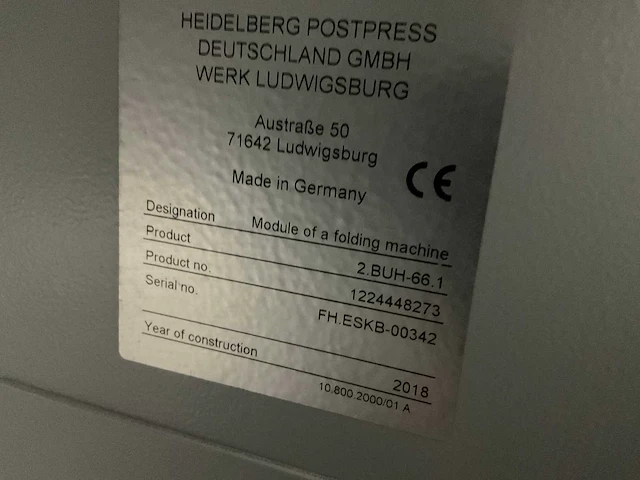 HEIDELBERG POSTPRESS
DEUTSCHLAND GMBH
WERK LUDWIGSBURG
Austraße 50
71642 Ludwigsburg
Made in Germany
CE
Designation Module of a folding machine
Product 2.BUH-66.1
Product no. 1224448273
Serial no. FH.ESKB-00342
Year of construction 2018
10.800.2000/01 A